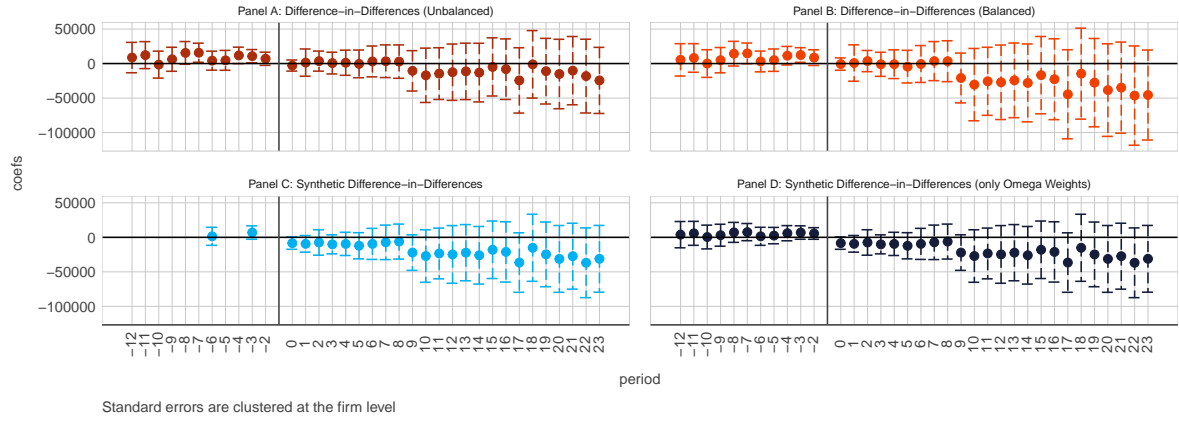 Panel A: Difference−in−Differences (Unbalanced)
Panel B: Difference−in−Differences (Balanced)
50000
0
−50000
−100000
Panel C: Synthetic Difference−in−Differences
Panel D: Synthetic Difference−in−Differences (only Omega Weights)
50000
0
−50000
−100000
coefs
−12 −11 −10 −9 −8 −7 −6 −5 −4 −3 −2 0 1 2 3 4 5 6 7 8 9 10 11 12 13 14 15 16 17 18 19 20 21 22 23
−12 −11 −10 −9 −8 −7 −6 −5 −4 −3 −2 0 1 2 3 4 5 6 7 8 9 10 11 12 13 14 15 16 17 18 19 20 21 22 23
period
Standard errors are clustered at the firm level